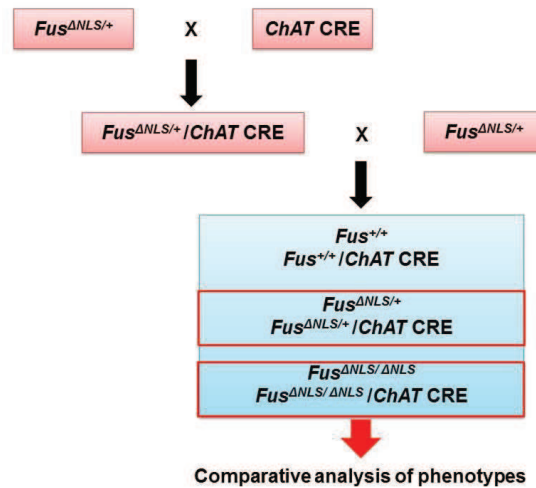 Fus^ΔNLS/+ X ChAT CRE
Fus^ΔNLS/+ /ChAT CRE X Fus^ΔNLS/+
Fus^+/+
Fus^+/+ /ChAT CRE
Fus^ΔNLS/+
Fus^ΔNLS/+ /ChAT CRE
Fus^ΔNLS/ ΔNLS
Fus^ΔNLS/ ΔNLS /ChAT CRE
Comparative analysis of phenotypes